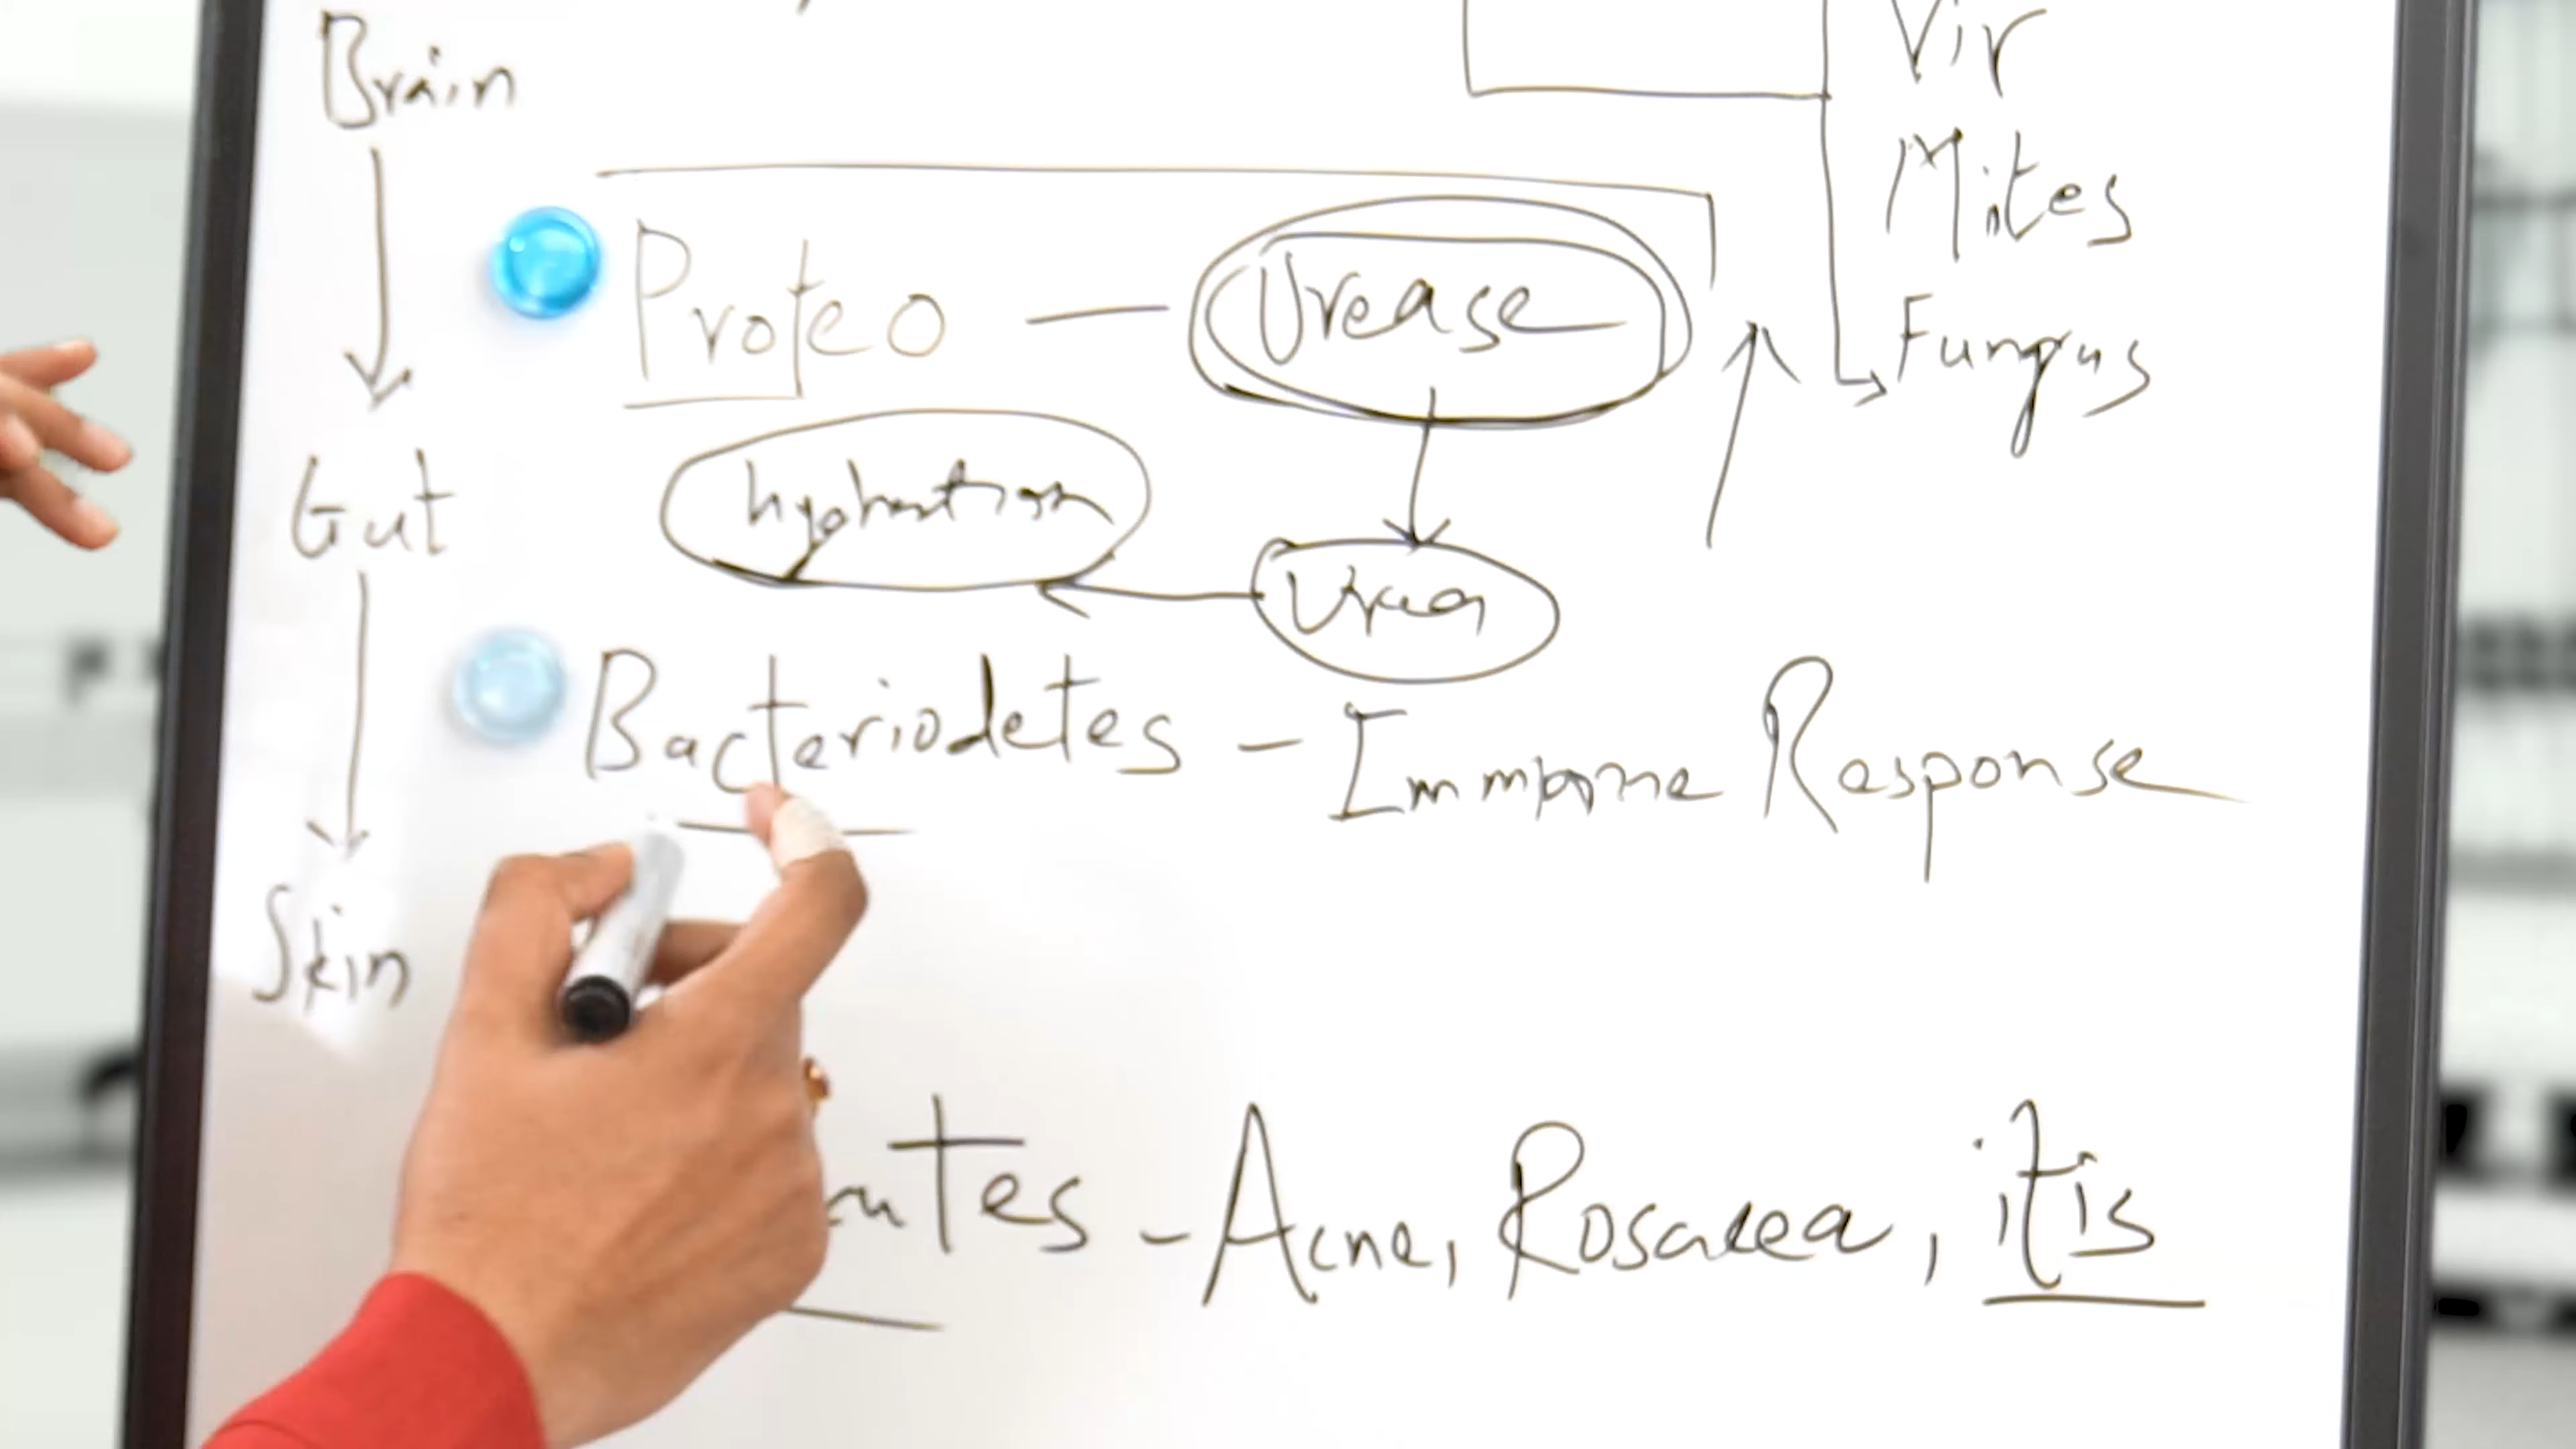 Brain
Gut
Skin
Vir
Mites
Fungus
Proteo — Urease
hydration
Urea
Bacteriodetes - Immune Response
utes - Acne, Rosacea, itis